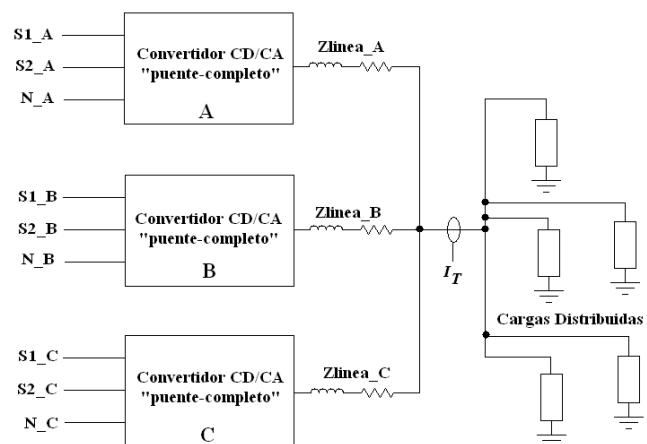 S1_A
S2_A
N_A
Convertidor CD/CA
"puente-completo"
A
Zlinea_A
S1_B
S2_B
N_B
Convertidor CD/CA
"puente-completo"
B
Zlinea_B
I_T
Cargas Distribuidas
S1_C
S2_C
N_C
Convertidor CD/CA
"puente-completo"
C
Zlinea_C